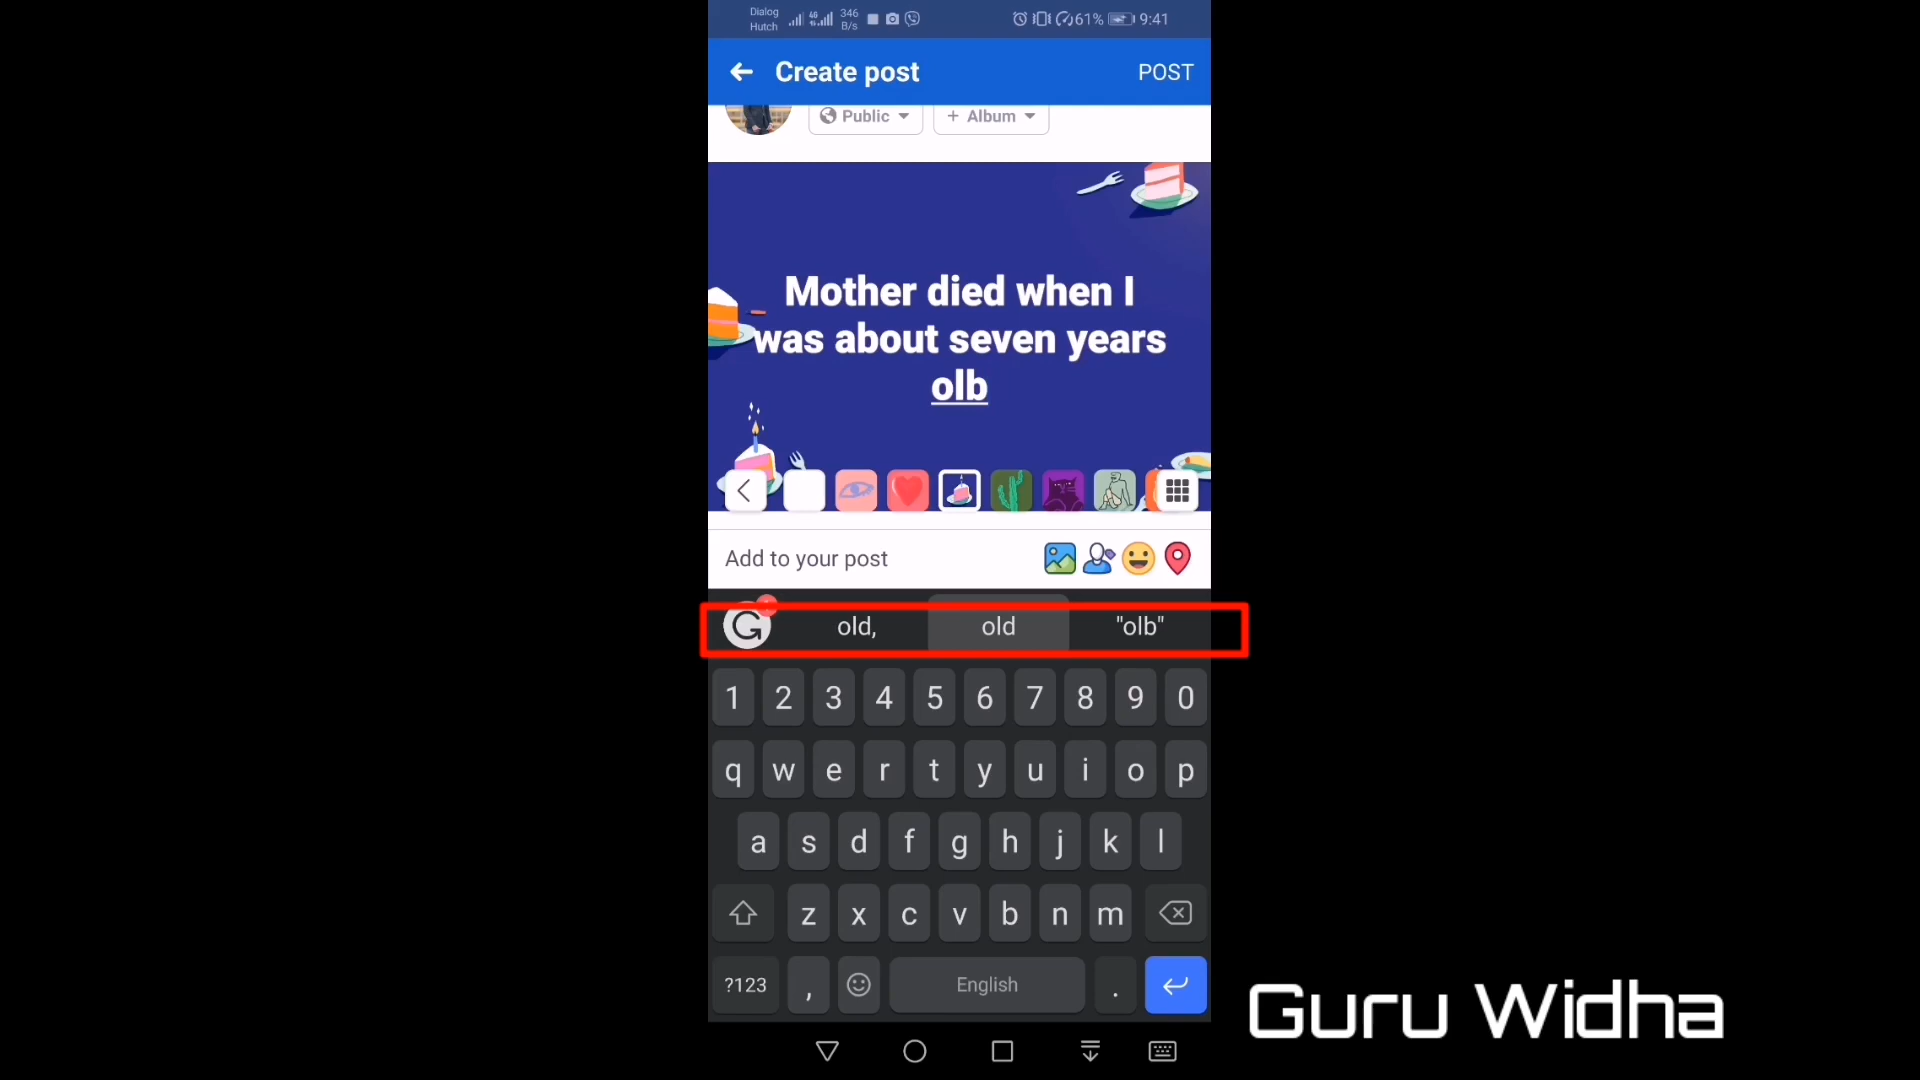 Dialog
Hutch
4G
346
B/s
61%
9:41
Create post
POST
Public
+ Album
Mother died when I
was about seven years
olb
Add to your post
old,
old
"olb"
1 2 3 4 5 6 7 8 9 0
q w e r t y u i o p
a s d f g h j k l
z x c v b n m
?123 , English .
Guru Widha